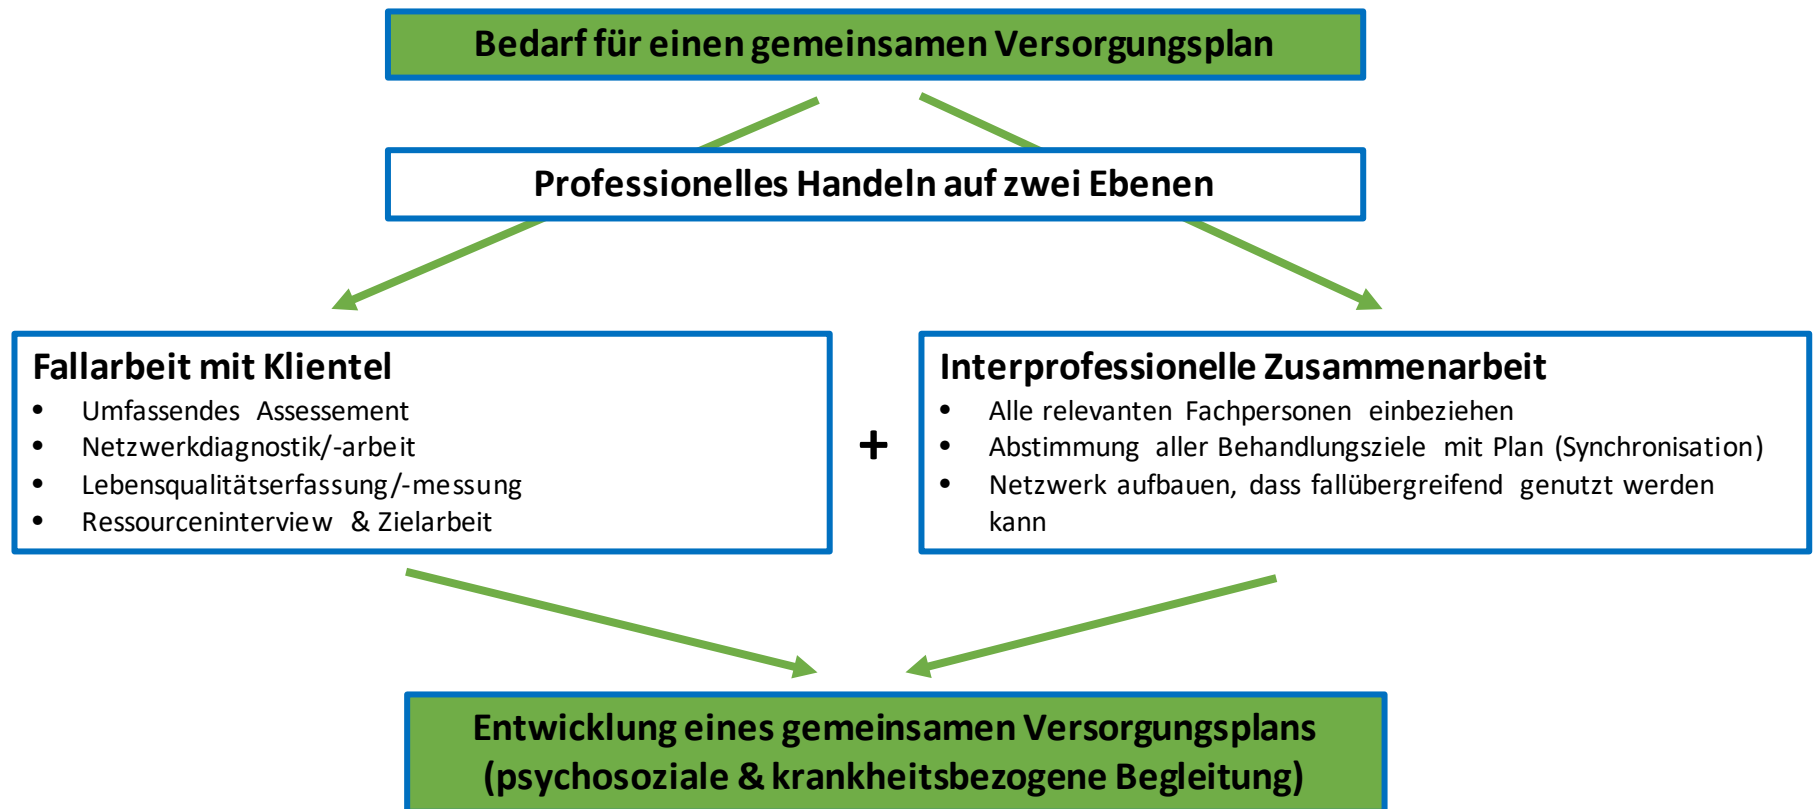 Bedarf für einen gemeinsamen Versorgungsplan
Professionelles Handeln auf zwei Ebenen
Fallarbeit mit Klientel
• Umfassendes Assessement
• Netzwerkdiagnostik/-arbeit
• Lebensqualitätserfassung/-messung
• Ressourceninterview & Zielarbeit
+
Interprofessionelle Zusammenarbeit
• Alle relevanten Fachpersonen einbeziehen
• Abstimmung aller Behandlungsziele mit Plan (Synchronisation)
• Netzwerk aufbauen, dass fallübergreifend genutzt werden
kann
Entwicklung eines gemeinsamen Versorgungsplans
(psychosoziale & krankheitsbezogene Begleitung)